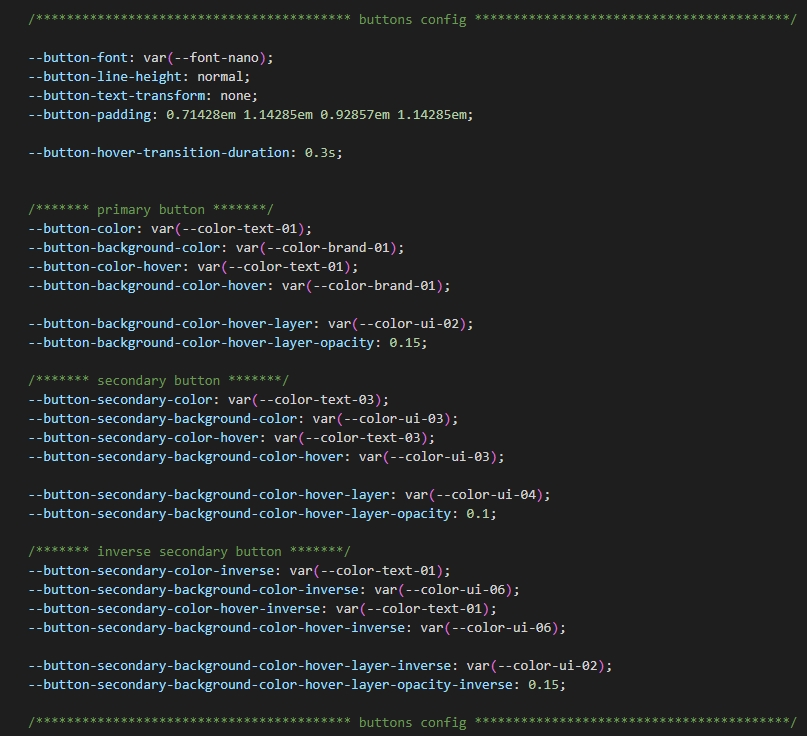 /***************************************** buttons config *****************************************/
--button-font: var(--font-nano);
--button-line-height: normal;
--button-text-transform: none;
--button-padding: 0.71428em 1.14285em 0.92857em 1.14285em;
--button-hover-transition-duration: 0.3s;
/******* primary button *******/
--button-color: var(--color-text-01);
--button-background-color: var(--color-brand-01);
--button-color-hover: var(--color-text-01);
--button-background-color-hover: var(--color-brand-01);
--button-background-color-hover-layer: var(--color-ui-02);
--button-background-color-hover-layer-opacity: 0.15;
/******* secondary button *******/
--button-secondary-color: var(--color-text-03);
--button-secondary-background-color: var(--color-ui-03);
--button-secondary-color-hover: var(--color-text-03);
--button-secondary-background-color-hover: var(--color-ui-03);
--button-secondary-background-color-hover-layer: var(--color-ui-04);
--button-secondary-background-color-hover-layer-opacity: 0.1;
/******* inverse secondary button *******/
--button-secondary-color-inverse: var(--color-text-01);
--button-secondary-background-color-inverse: var(--color-ui-06);
--button-secondary-color-hover-inverse: var(--color-text-01);
--button-secondary-background-color-hover-inverse: var(--color-ui-06);
--button-secondary-background-color-hover-layer-inverse: var(--color-ui-02);
--button-secondary-background-color-hover-layer-opacity-inverse: 0.15;
/***************************************** buttons config *****************************************/